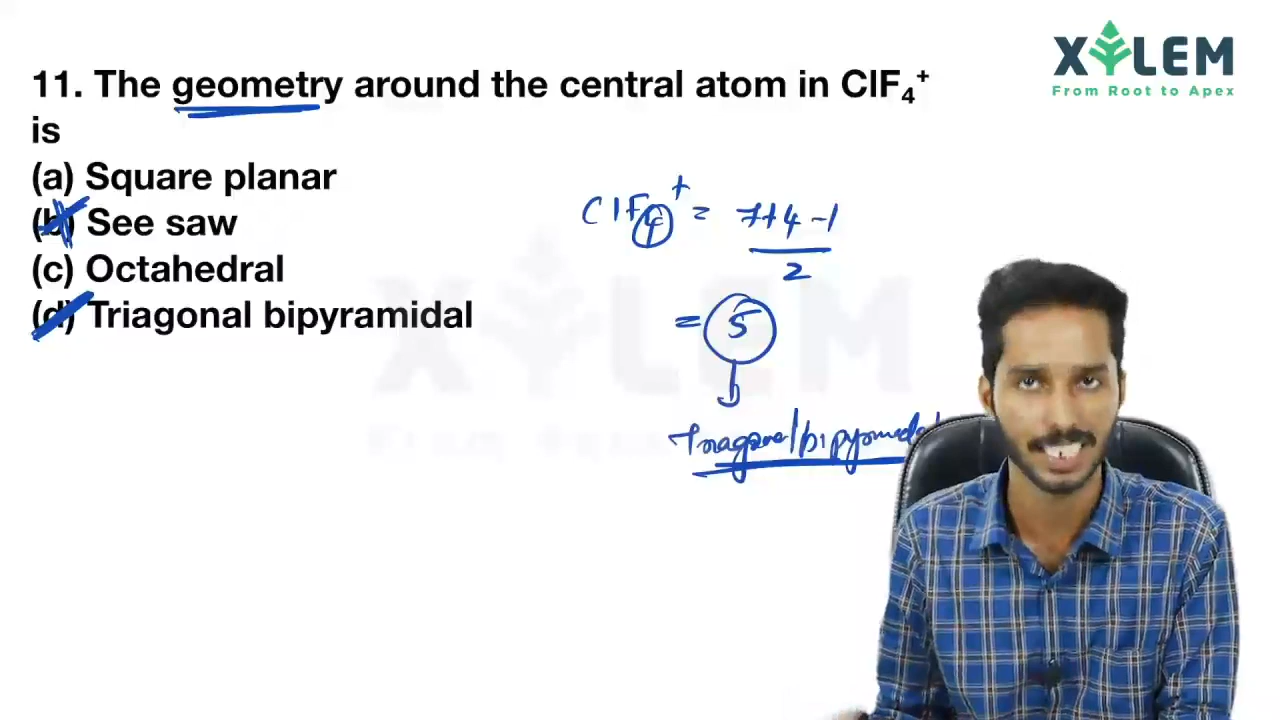 XYLEM
From Root to Apex
11. The geometry around the central atom in ClF₄⁺
is
(a) Square planar
(b) See saw
(c) Octahedral
(d) Triagonal bipyramidal
ClF₄⁺ = 7+4-1
2
= 5
Triagonal bipyramidal
XYLEM